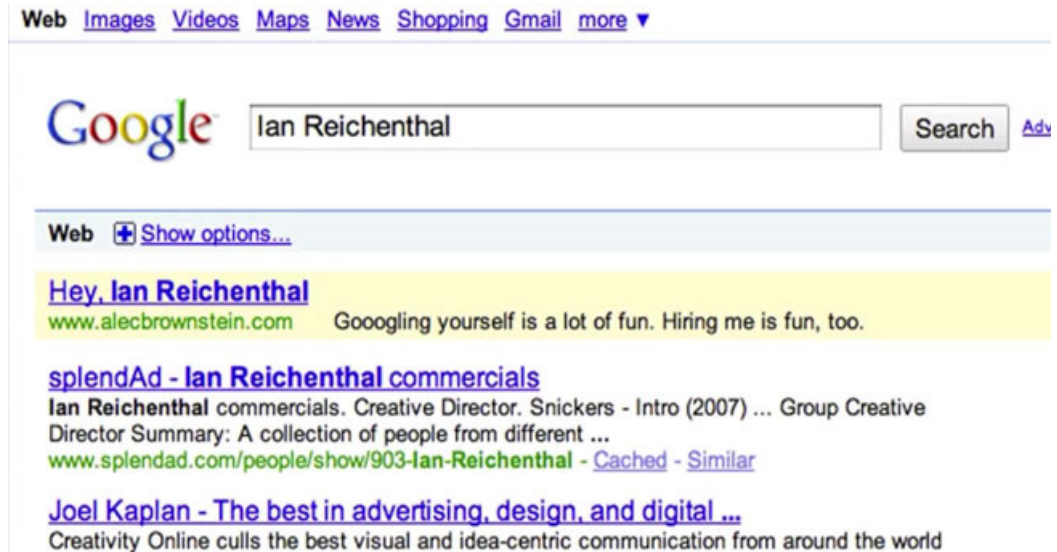 Web Images Videos Maps News Shopping Gmail more ▼
Google Ian Reichenthal Search Adv
Web + Show options...
Hey, Ian Reichenthal
www.alecbrownstein.com Gooogling yourself is a lot of fun. Hiring me is fun, too.
splendAd - Ian Reichenthal commercials
Ian Reichenthal commercials. Creative Director. Snickers - Intro (2007) ... Group Creative
Director Summary: A collection of people from different ...
www.splendad.com/people/show/903-Ian-Reichenthal - Cached - Similar
Joel Kaplan - The best in advertising, design, and digital ...
Creativity Online culls the best visual and idea-centric communication from around the world